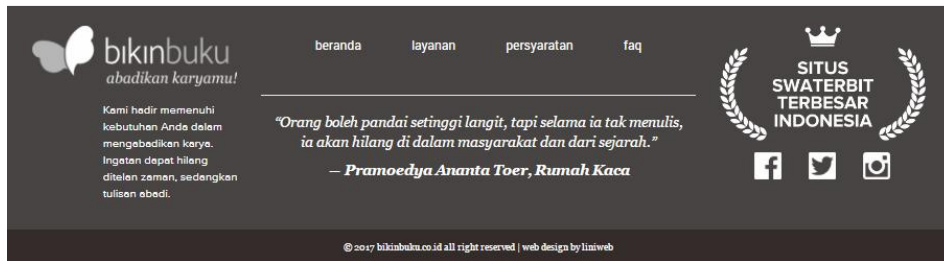 bikinbuku
abadikan karyamu!
Kami hadir memenuhi
kebutuhan Anda dalam
mengabadikan karya.
Ingatan dapat hilang
ditelan zaman, sedangkan
tulisan abadi.
beranda layanan persyaratan faq
“Orang boleh pandai setinggi langit, tapi selama ia tak menulis,
ia akan hilang di dalam masyarakat dan dari sejarah.”
— Pramoedya Ananta Toer, Rumah Kaca
SITUS
SWATERBIT
TERBESAR
INDONESIA
© 2017 bikinbuku.co.id all right reserved | web design by liniweb